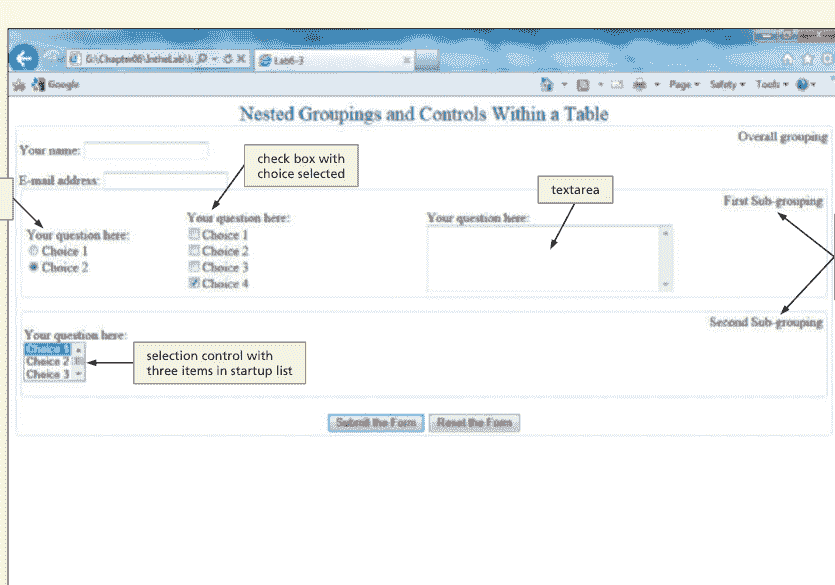 G:\Chapter06\IntheLab\l
Lab6-3
Google
Page
Safety
Tools
Nested Groupings and Controls Within a Table
Overall grouping
Your name:
check box with
choice selected
E-mail address:
textarea
First Sub-grouping
Your question here:
Your question here:
Your question here:
Choice 1
Choice 2
Choice 1
Choice 2
Choice 3
Choice 4
Second Sub-grouping
Your question here:
Choice 1
Choice 2
Choice 3
selection control with
three items in startup list
Submit the Form
Reset the Form